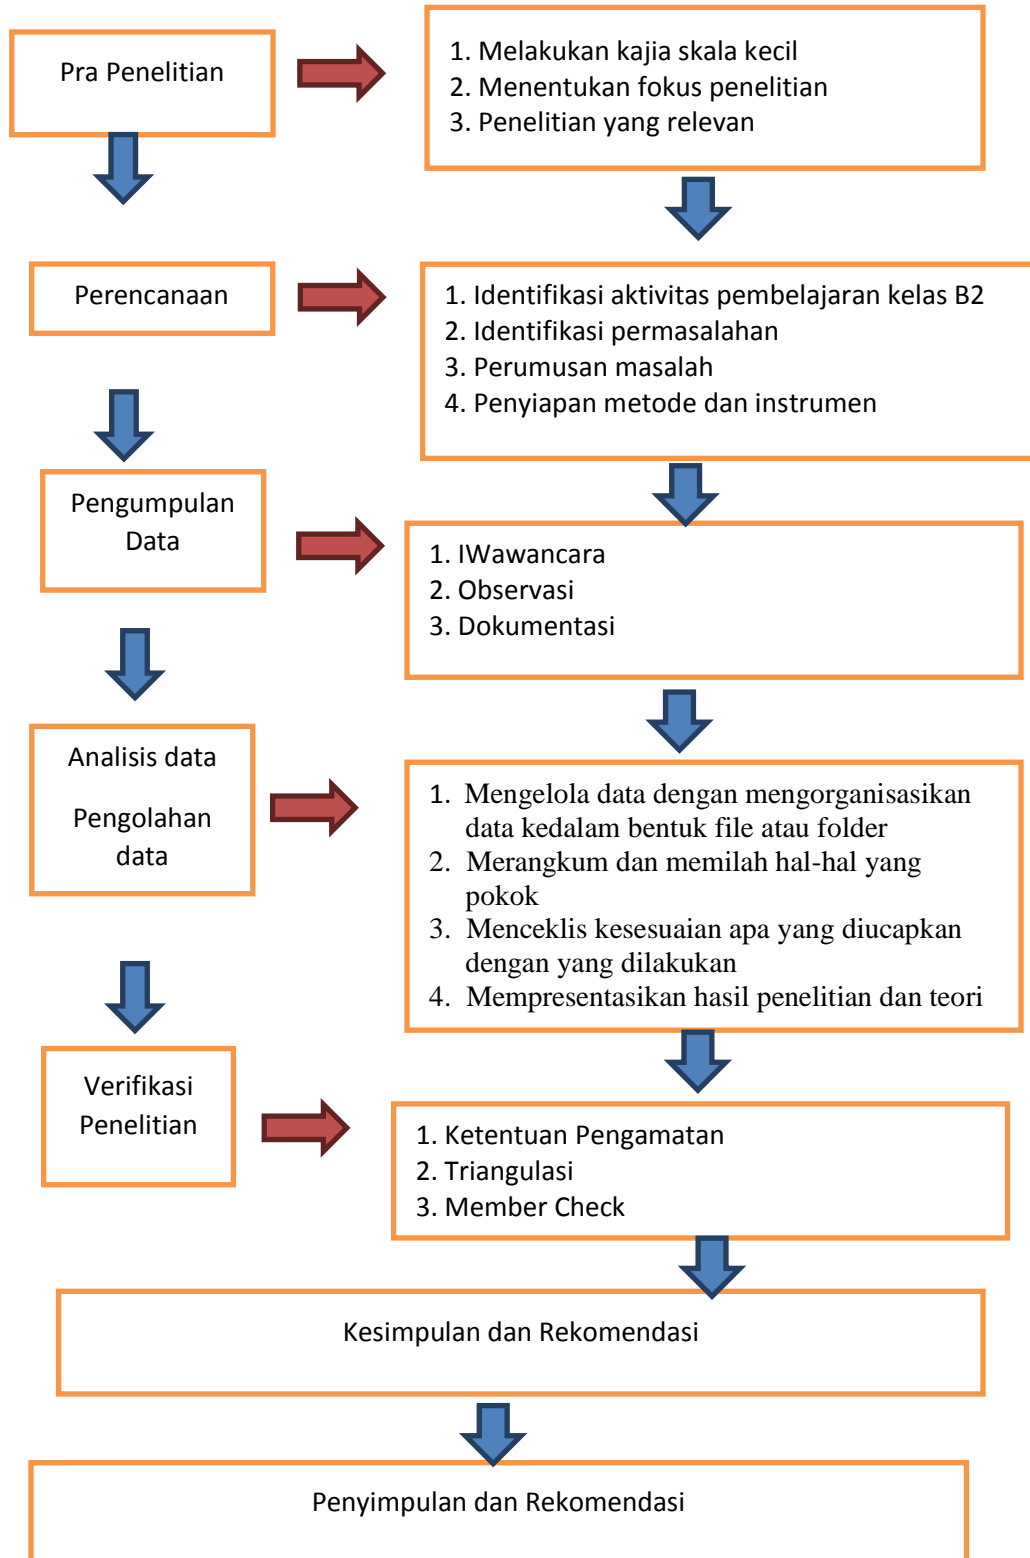 Pra Penelitian
1. Melakukan kajia skala kecil
2. Menentukan fokus penelitian
3. Penelitian yang relevan
Perencanaan
1. Identifikasi aktivitas pembelajaran kelas B2
2. Identifikasi permasalahan
3. Perumusan masalah
4. Penyiapan metode dan instrumen
Pengumpulan
Data
1. IWawancara
2. Observasi
3. Dokumentasi
Analisis data
Pengolahan
data
1. Mengelola data dengan mengorganisasikan
data kedalam bentuk file atau folder
2. Merangkum dan memilah hal-hal yang
pokok
3. Menceklis kesesuaian apa yang diucapkan
dengan yang dilakukan
4. Mempresentasikan hasil penelitian dan teori
Verifikasi
Penelitian
1. Ketentuan Pengamatan
2. Triangulasi
3. Member Check
Kesimpulan dan Rekomendasi
Penyimpulan dan Rekomendasi